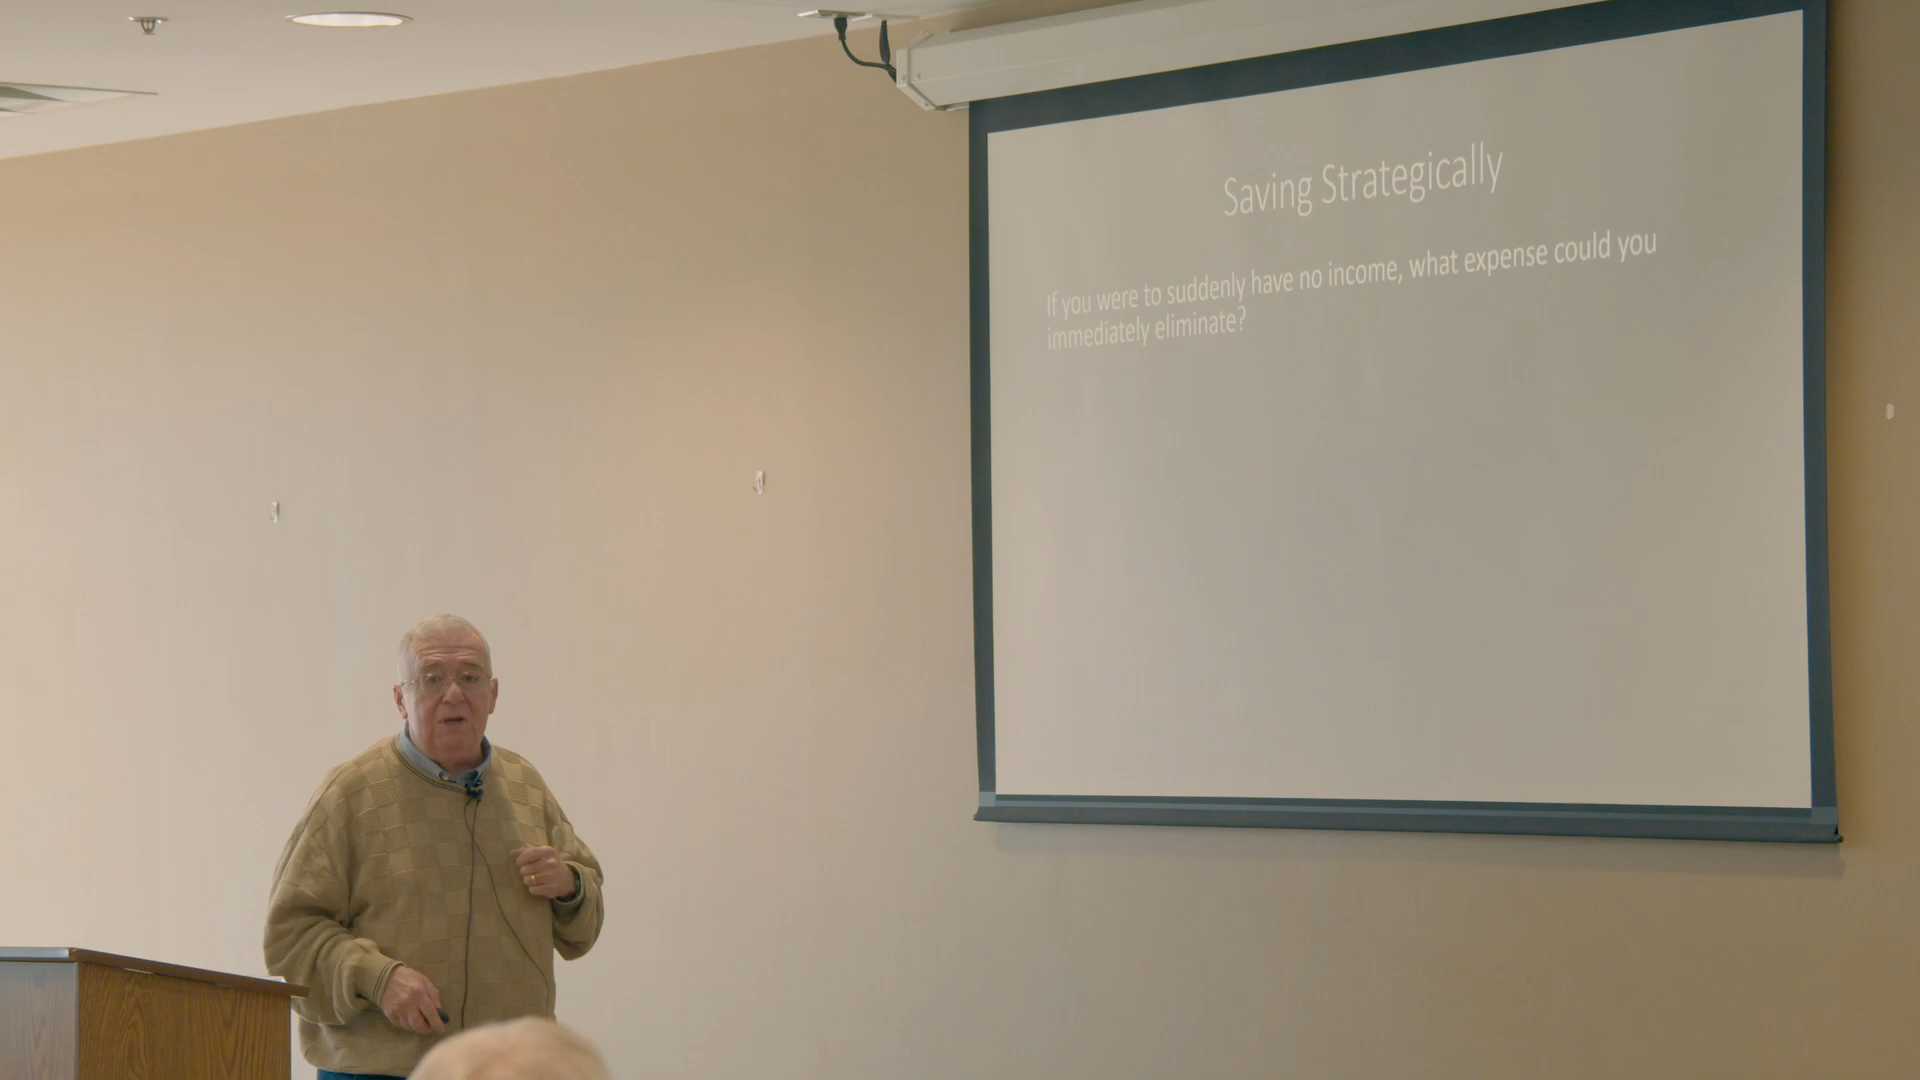 Saving Strategically
If you were to suddenly have no income, what expense could you
immediately eliminate?